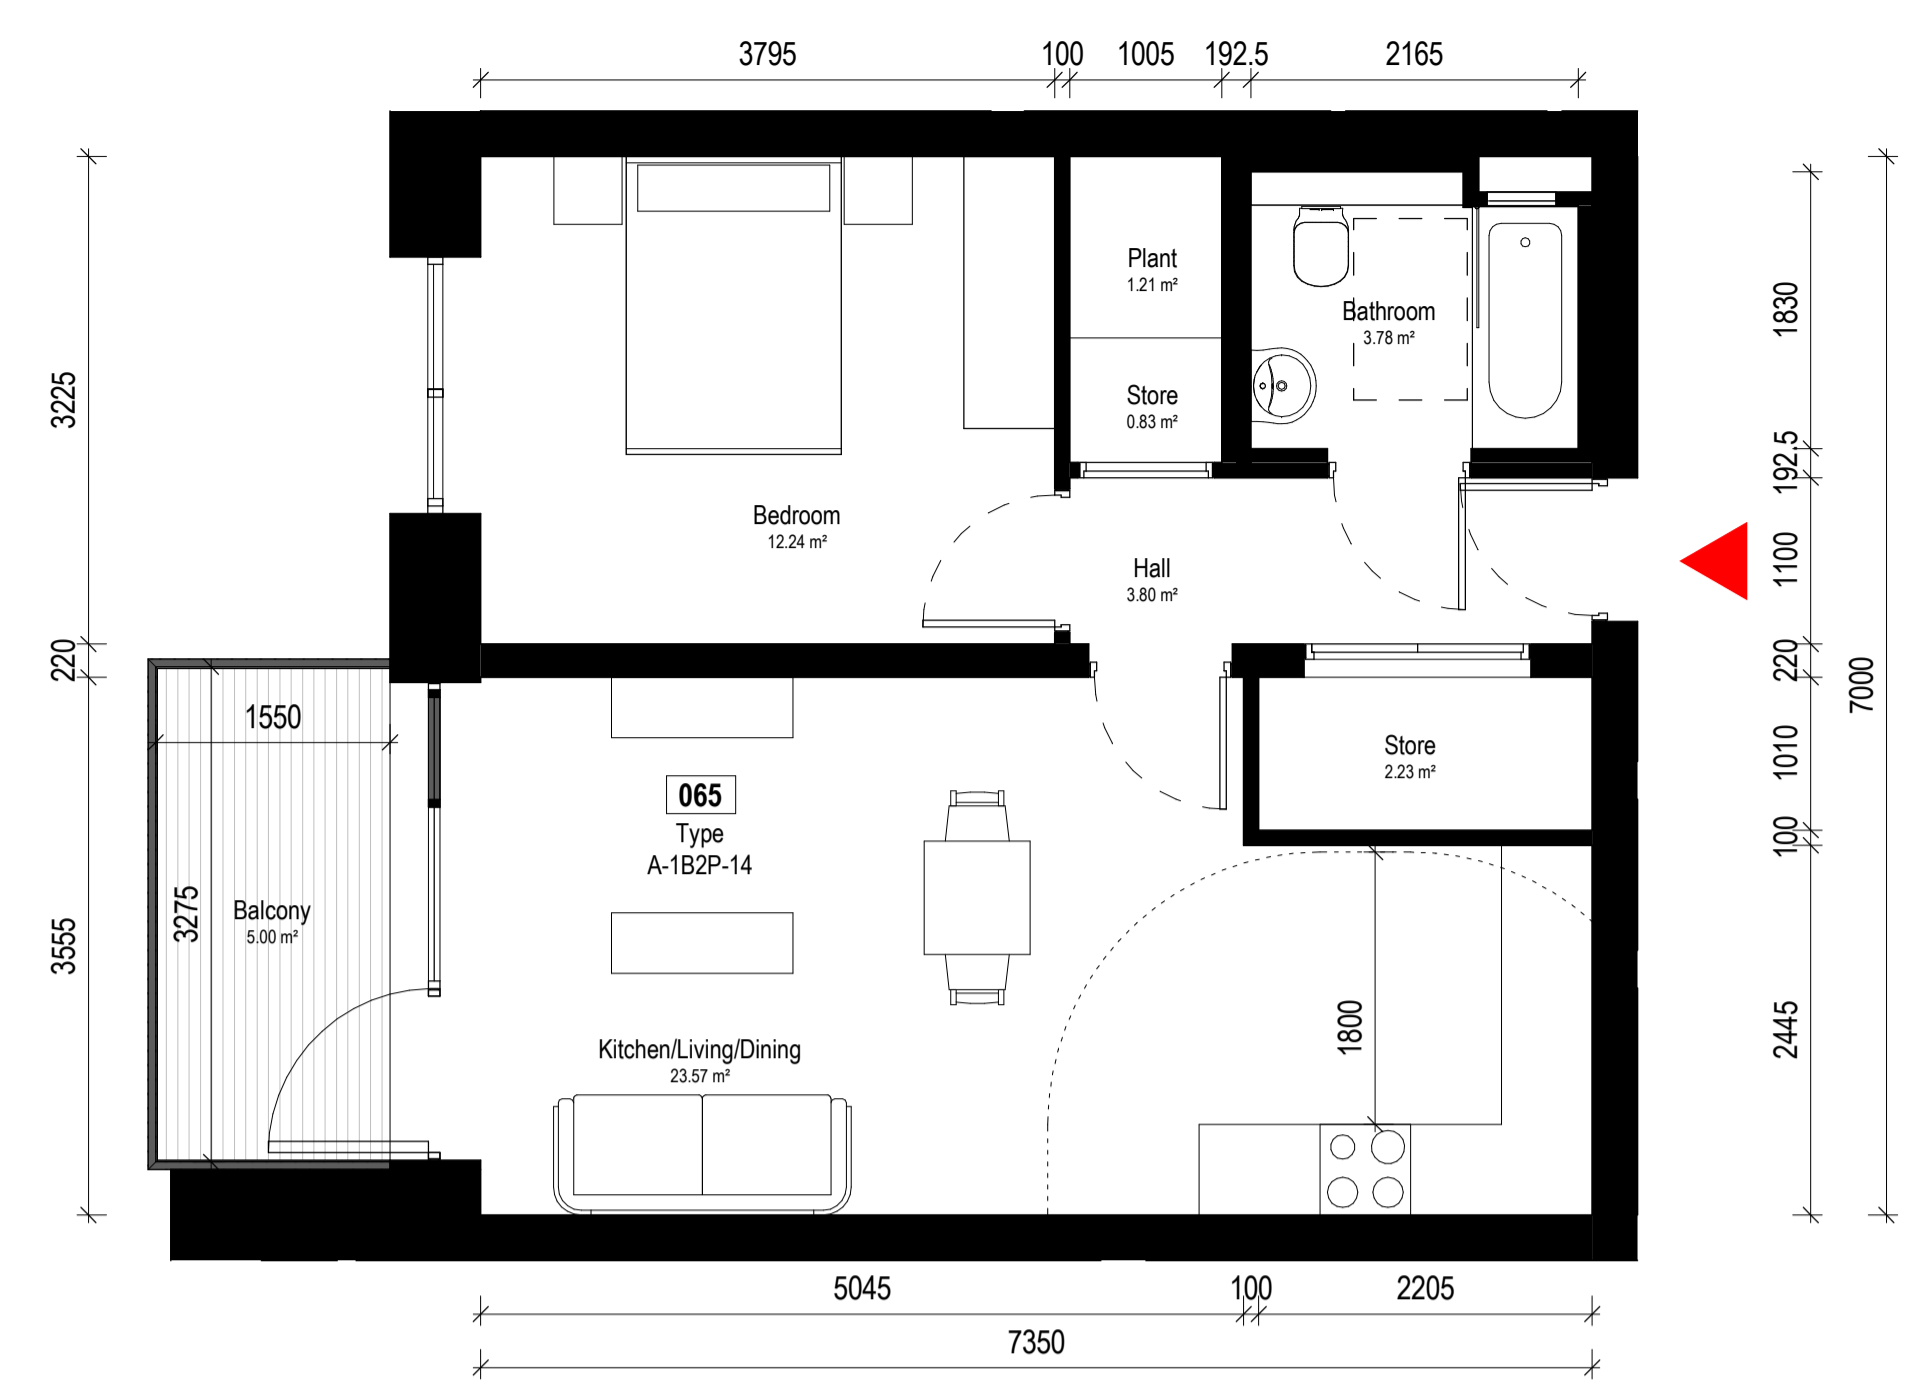 3795
100
1005
192.5
2165
Plant
1.21 m²
Bathroom
3.78 m²
1830
3225
Store
0.83 m²
192.5
Bedroom
12.24 m²
Hall
3.80 m²
1100
220
220
7000
1550
Store
2.23 m²
1010
065
Type
A-1B2P-14
100
Balcony
5.00 m²
3275
3555
1800
2445
Kitchen/Living/Dining
23.57 m²
5045
100
2205
7350